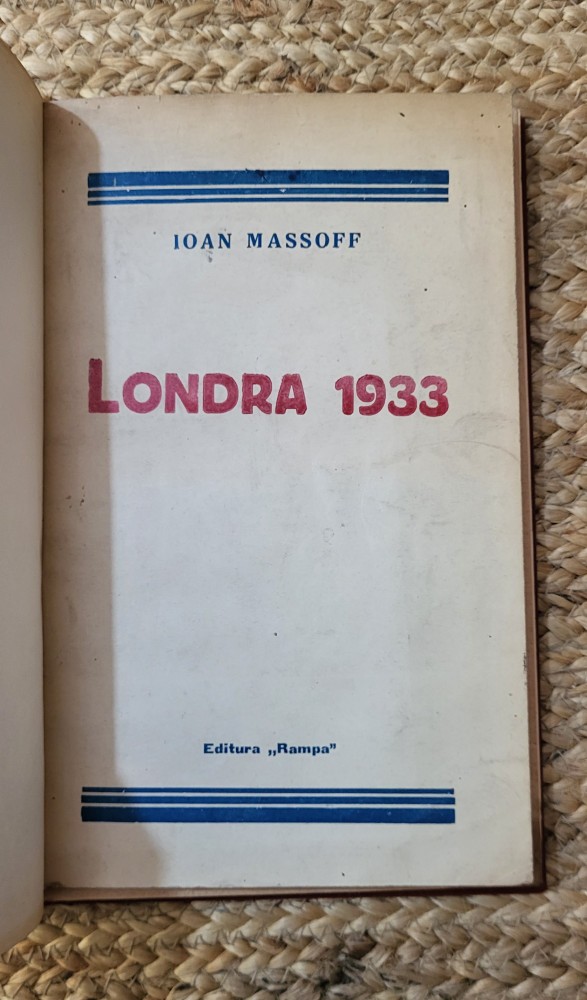 IOAN MASSOFF
LONDRA 1933
Editura „Rampa”